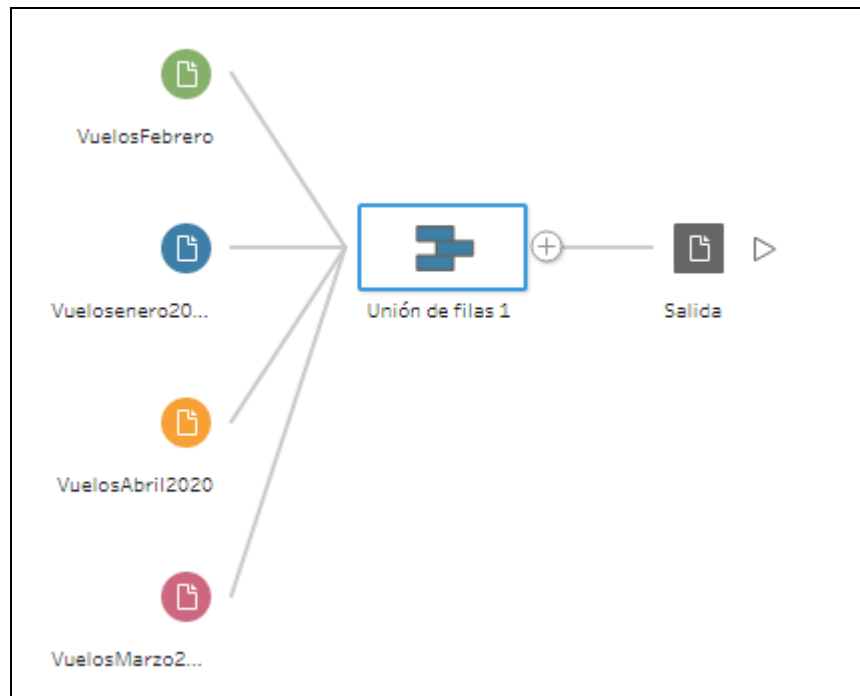 VuelosFebrero
Vuelosenero20...
Unión de filas 1
Salida
VuelosAbril2020
VuelosMarzo2...